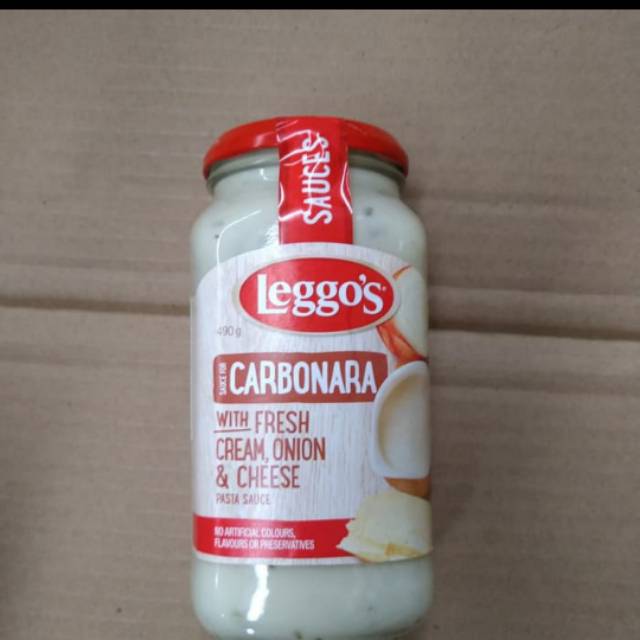 SAUCES
Leggo's
490g
SAUCE FOR
CARBONARA
WITH FRESH
CREAM, ONION
& CHEESE
PASTA SAUCE
NO ARTIFICIAL COLOURS,
FLAVOURS OR PRESERVATIVES